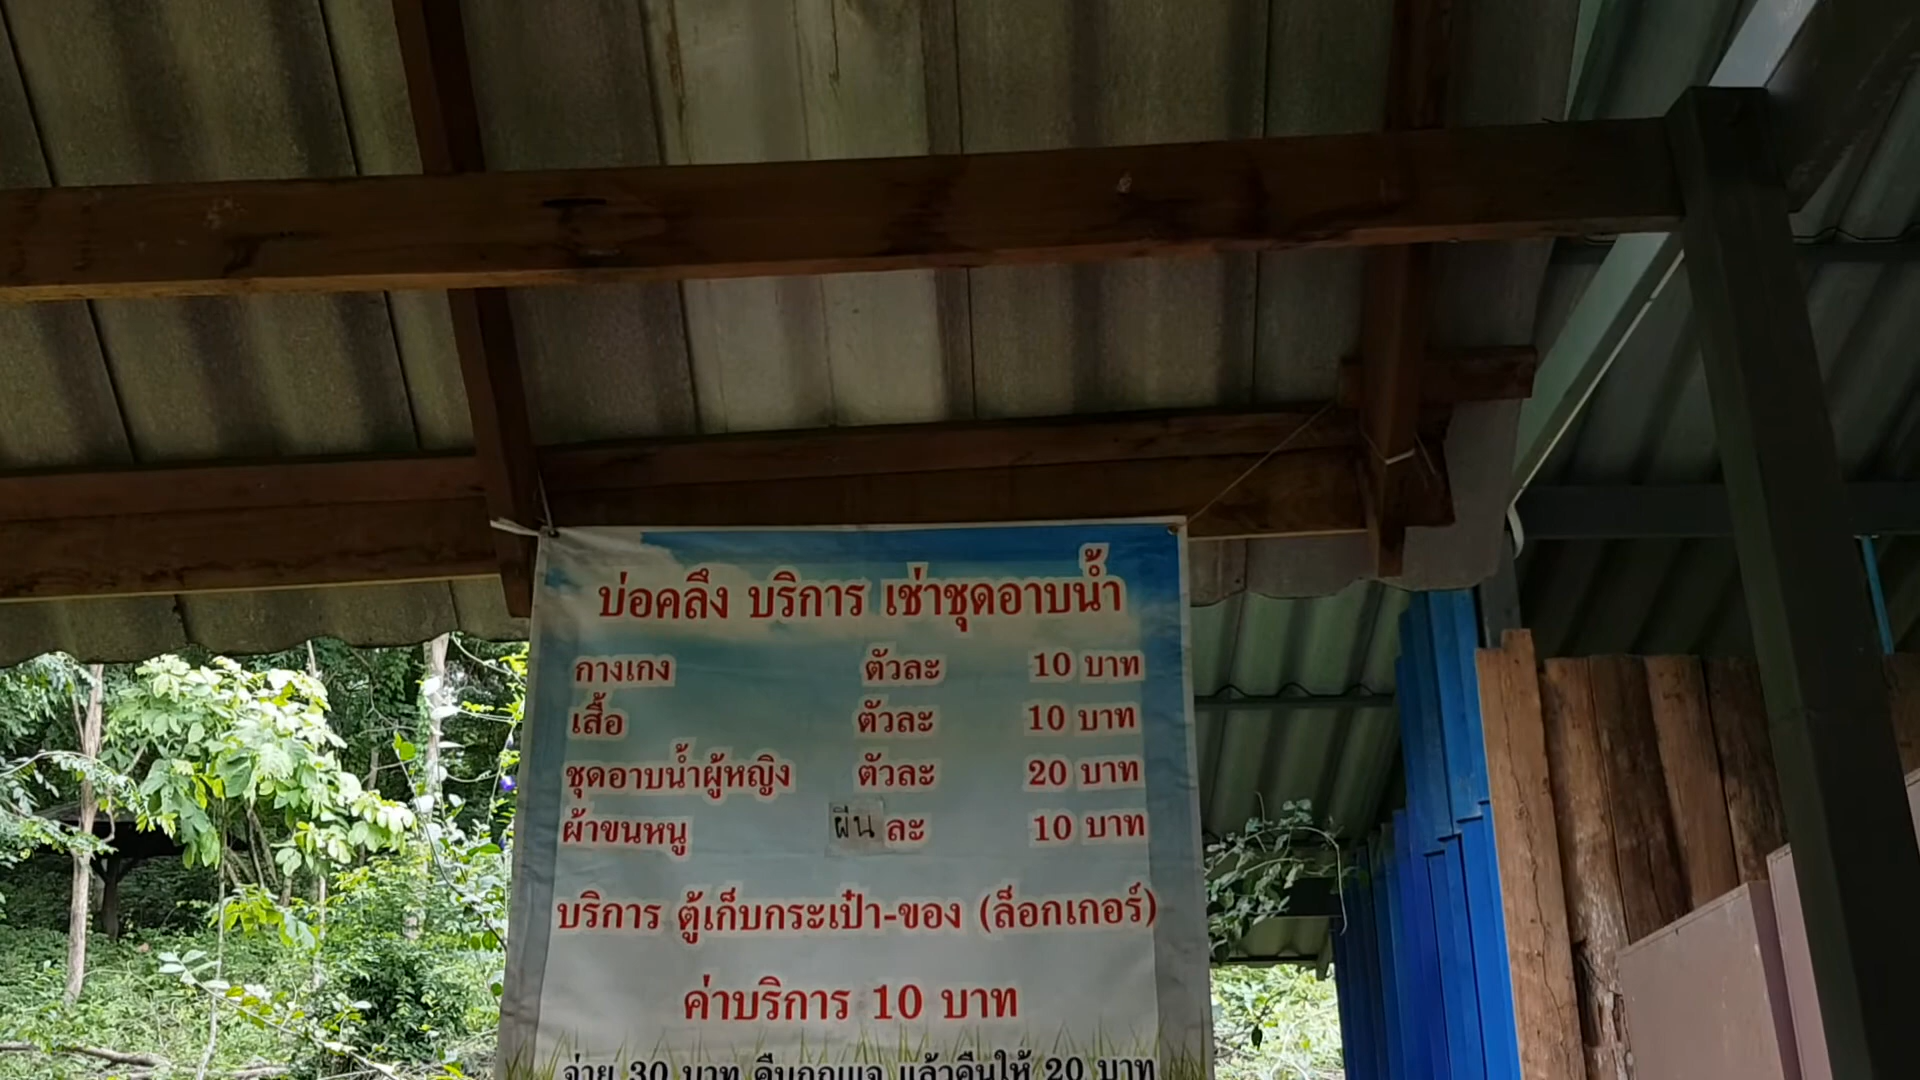 บ่อคลึง บริการ เช่าชุดอาบน้ำ
กางเกง ตัวละ 10 บาท
เสื้อ ตัวละ 10 บาท
ชุดอาบน้ำผู้หญิง ตัวละ 20 บาท
ผ้าขนหนู ผืนละ 10 บาท
บริการ ตู้เก็บกระเป๋า-ของ (ล็อกเกอร์)
ค่าบริการ 10 บาท
จ่าย 30 บาท คืนกุญแจ แล้วคืนให้ 20 บาท